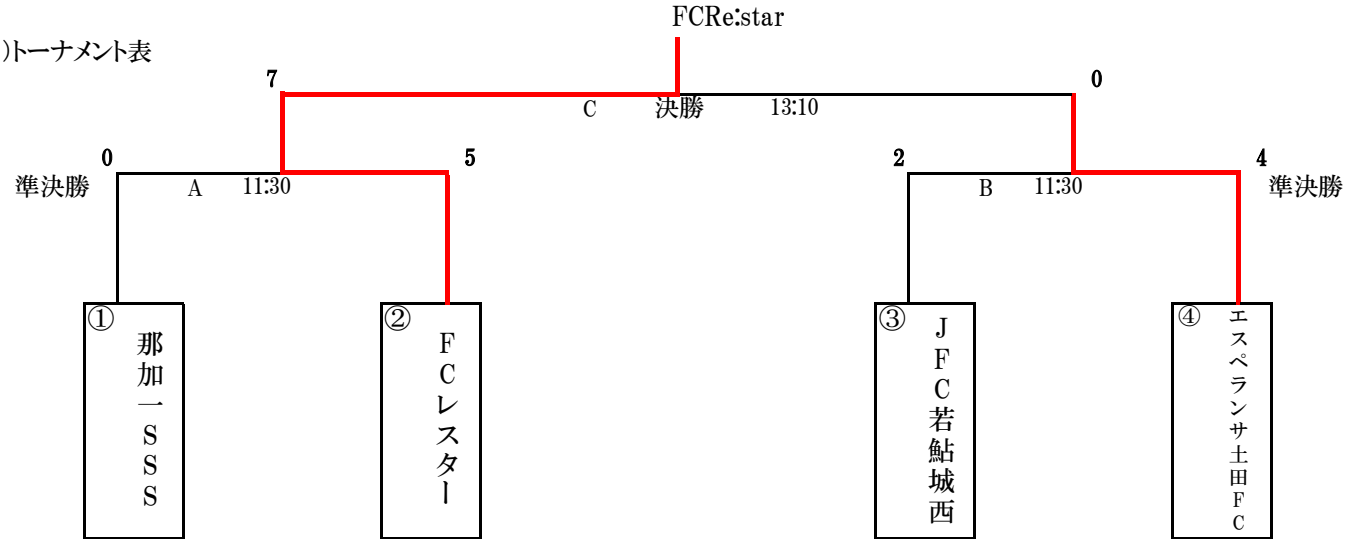 FCRe:star
)トーナメント表
7
0
C 決勝 13:10
0
5
2
4
準決勝 A 11:30
B 11:30 準決勝
①
那加一SSS
②
FCレスター
③
JFC若鮎城西
④
エスペランサ土田FC